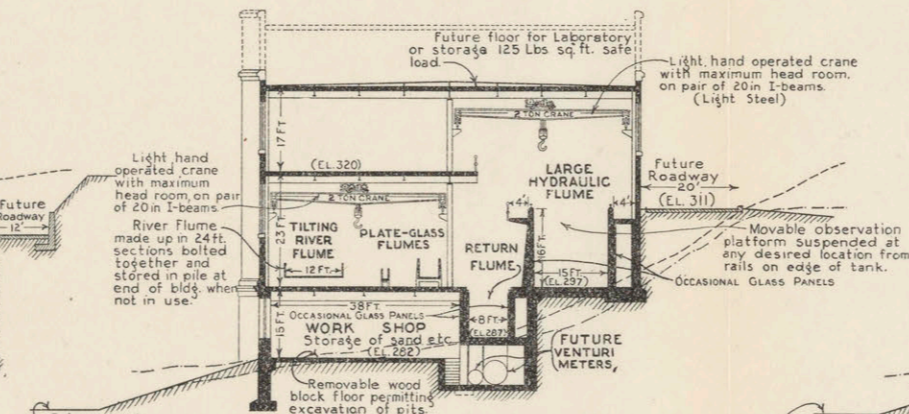 Future floor for Laboratory
or storage 125 Lbs sq. ft. safe
load.
Light, hand operated crane
with maximum head room,
on pair of 20 in I-beams.
(Light Steel)
2 TON CRANE
17 FT.
(EL. 320)
Light hand
operated crane
with maximum
head room, on pair
of 20 in I-beams
2 TON CRANE
LARGE
HYDRAULIC
FLUME
Future
Roadway
20'
(EL. 311)
Future
Roadway
12'
River Flume
made up in 24 ft.
sections bolted
together and
stored in pile at
end of bldg. when
not in use.
23 FT.
TILTING
RIVER
FLUME
12 FT.
PLATE-GLASS
FLUMES
RETURN
FLUME
4'
4'
16 FT.
15 FT.
(EL. 297)
Movable observation
platform suspended at
any desired location from
rails on edge of tank.
OCCASIONAL GLASS PANELS
38 FT.
OCCASIONAL GLASS PANELS
15 FT.
WORK SHOP
Storage of sand etc.
(EL. 282)
8 FT.
(EL. 287)
FUTURE
VENTURI
METERS,
Removable wood
block floor permitting
excavation of pits.